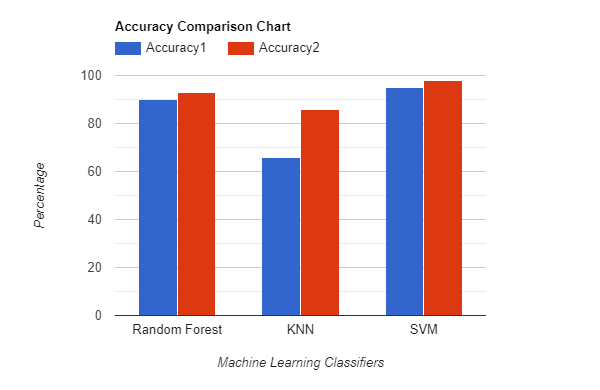 Accuracy Comparison Chart
Accuracy1 Accuracy2
100
80
60
40
20
0
Percentage
Random Forest KNN SVM
Machine Learning Classifiers